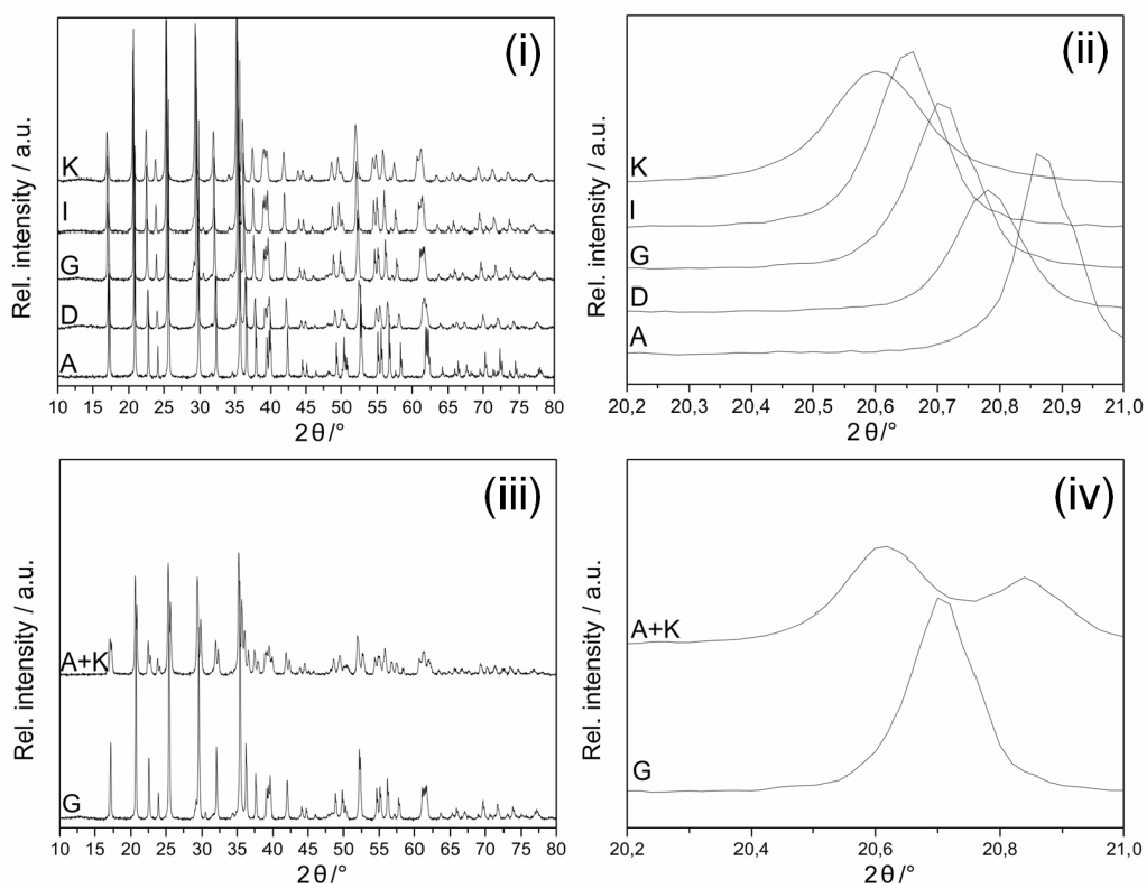 (i)
Rel. intensity / a.u.
K
I
G
D
A
10 15 20 25 30 35 40 45 50 55 60 65 70 75 80
2θ/°
(ii)
Rel. intensity / a.u.
K
I
G
D
A
20,2 20,3 20,4 20,5 20,6 20,7 20,8 20,9 21,0
2θ/°
(iii)
Rel. intensity / a.u.
A+K
G
10 15 20 25 30 35 40 45 50 55 60 65 70 75 80
2θ/°
(iv)
Rel. intensity / a.u.
A+K
G
20,2 20,4 20,6 20,8 21,0
2θ/°